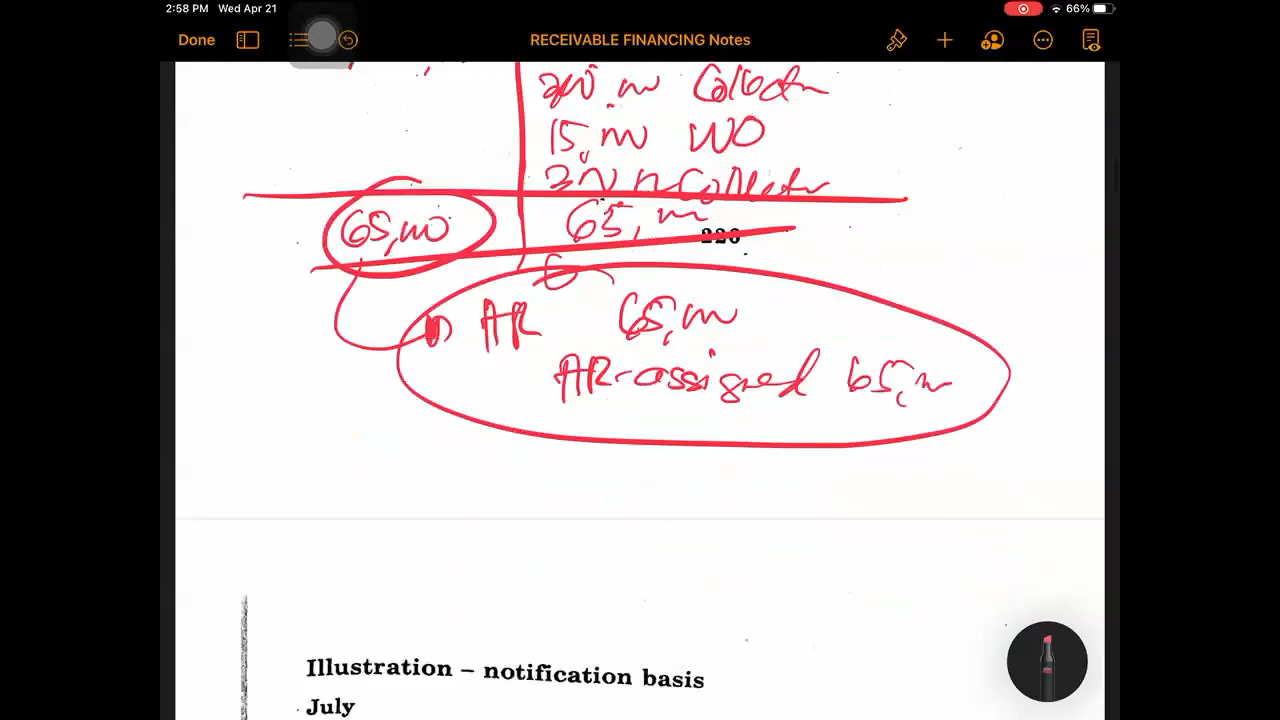 2:58 PM Wed Apr 21 66%
Done RECEIVABLE FINANCING Notes
15,m WO
65,m 65,m
226
AR 65,m
AR-assigned 65,m
Illustration – notification basis
July